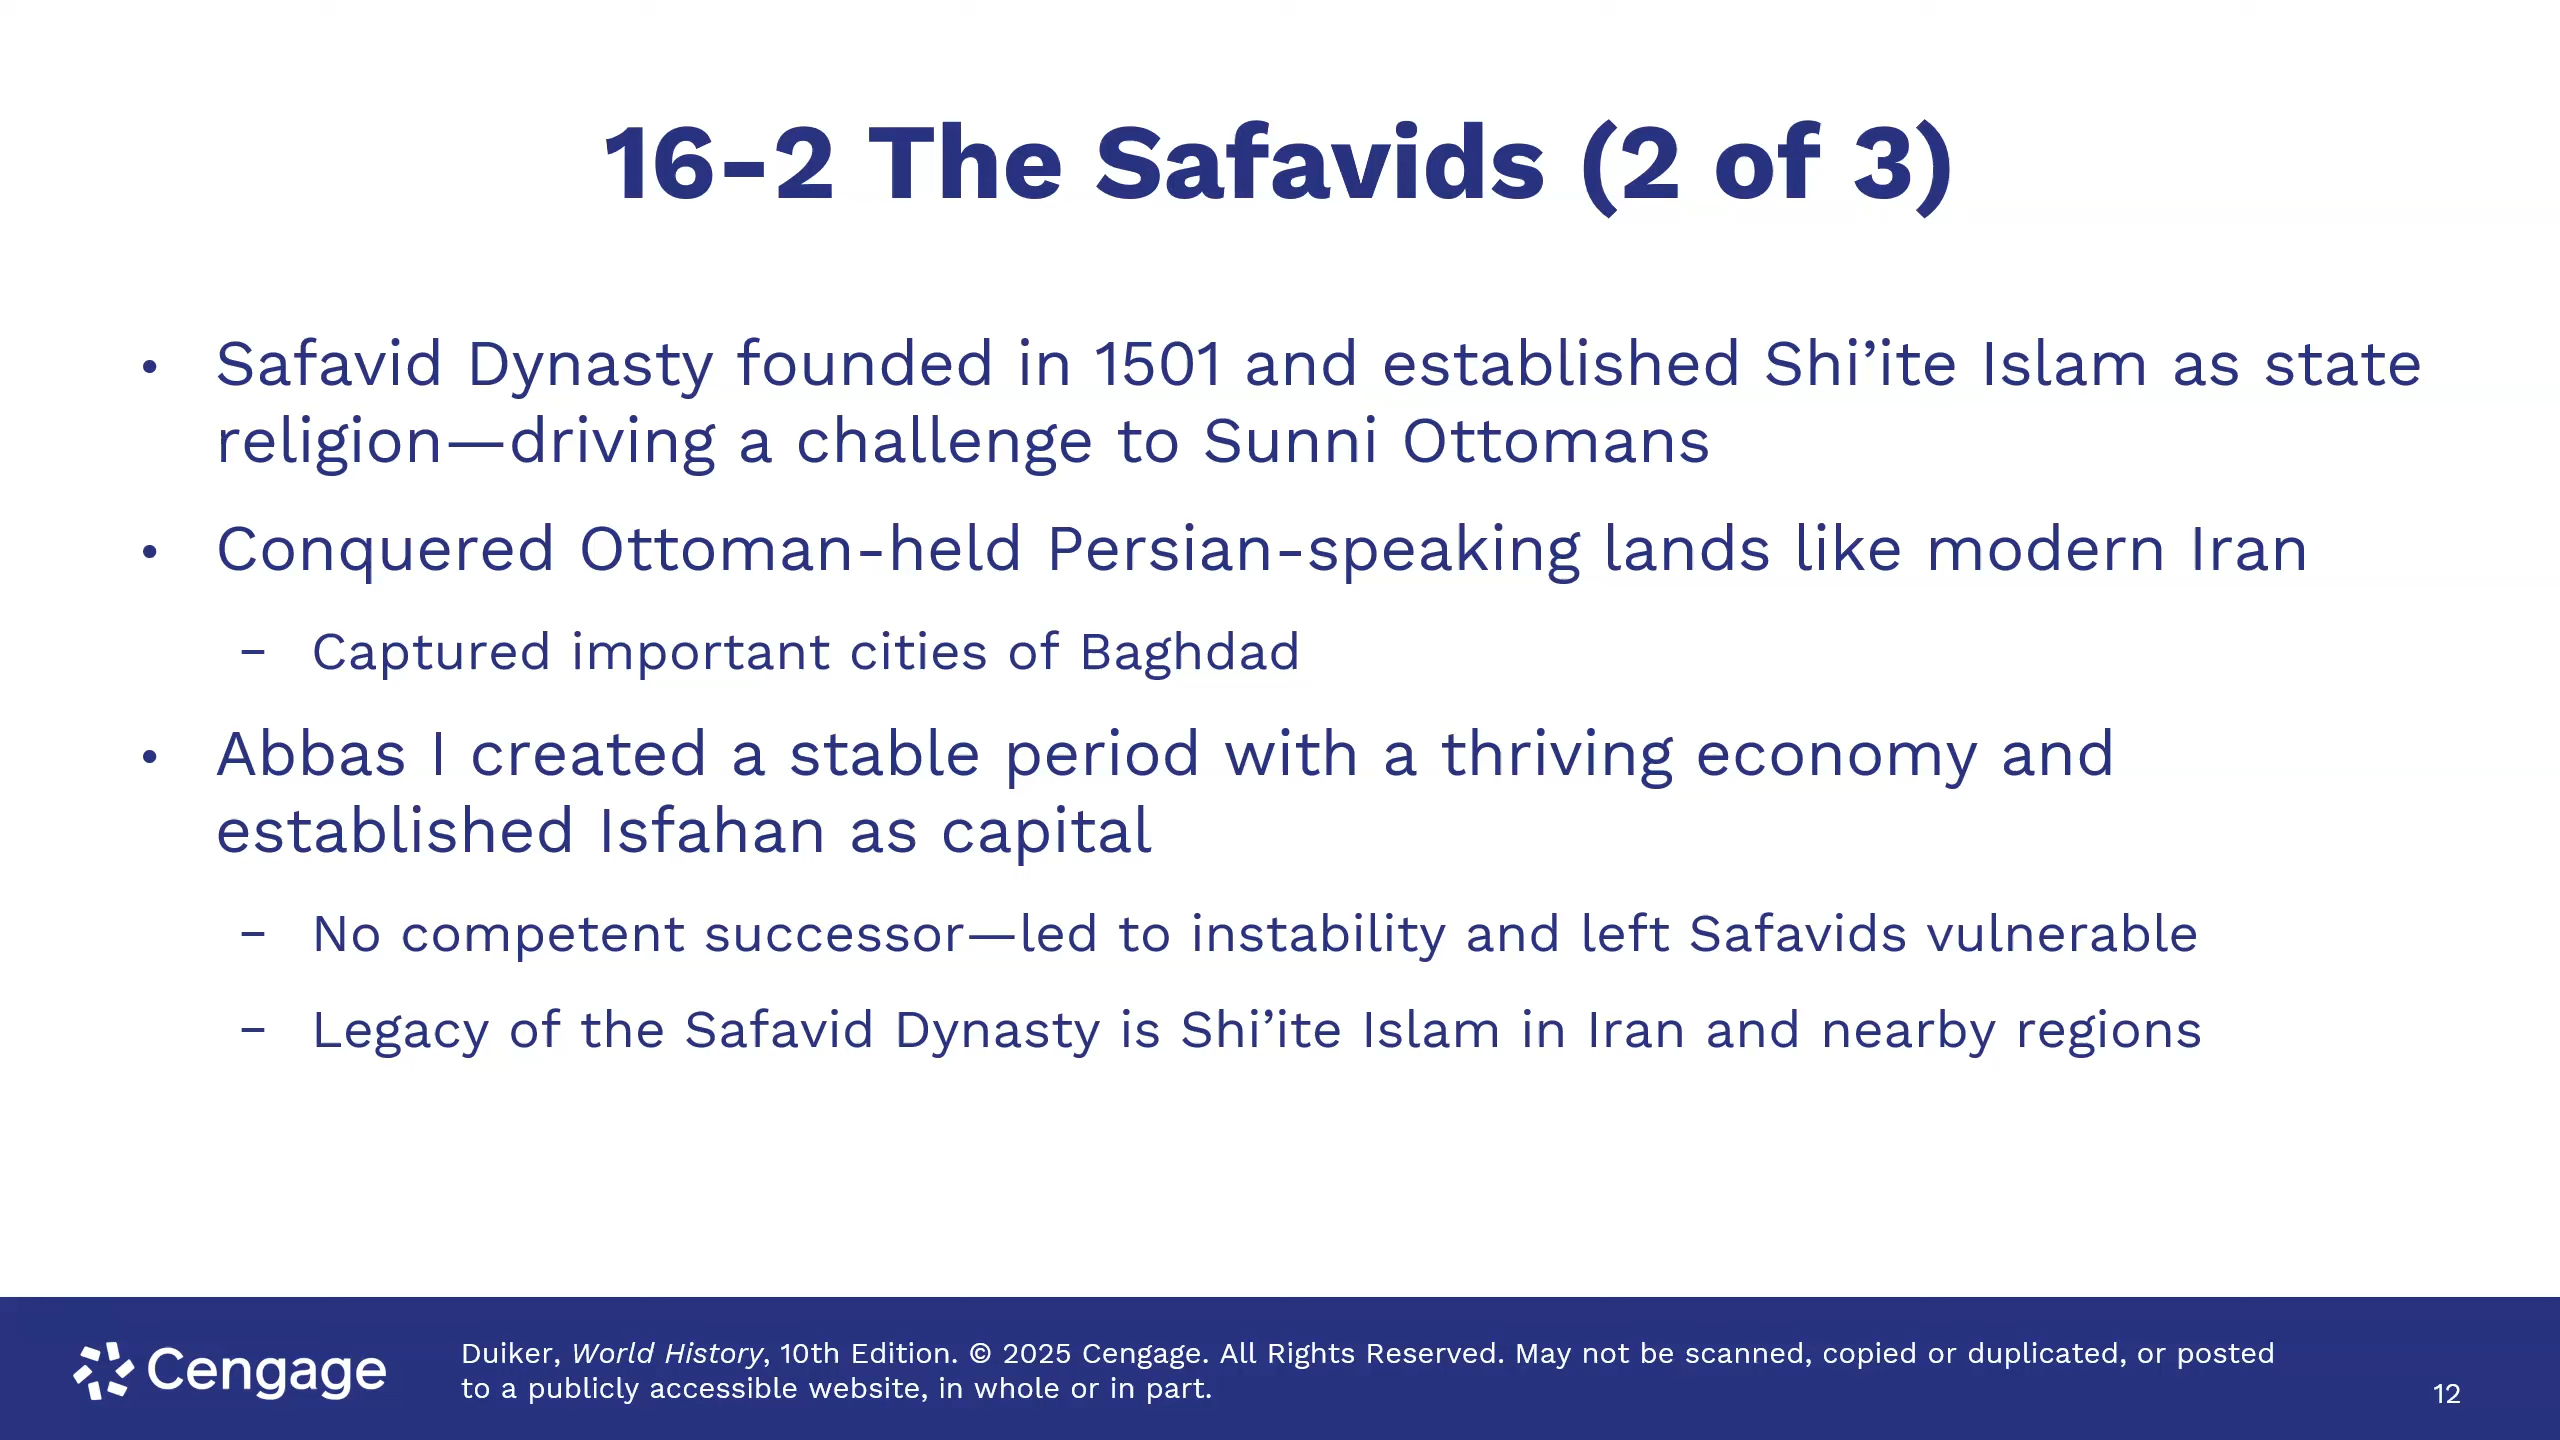 16-2 The Safavids (2 of 3)
• Safavid Dynasty founded in 1501 and established Shi’ite Islam as state
religion—driving a challenge to Sunni Ottomans
• Conquered Ottoman-held Persian-speaking lands like modern Iran
– Captured important cities of Baghdad
• Abbas I created a stable period with a thriving economy and
established Isfahan as capital
– No competent successor—led to instability and left Safavids vulnerable
– Legacy of the Safavid Dynasty is Shi’ite Islam in Iran and nearby regions
Cengage
Duiker, World History, 10th Edition. © 2025 Cengage. All Rights Reserved. May not be scanned, copied or duplicated, or posted
to a publicly accessible website, in whole or in part.
12